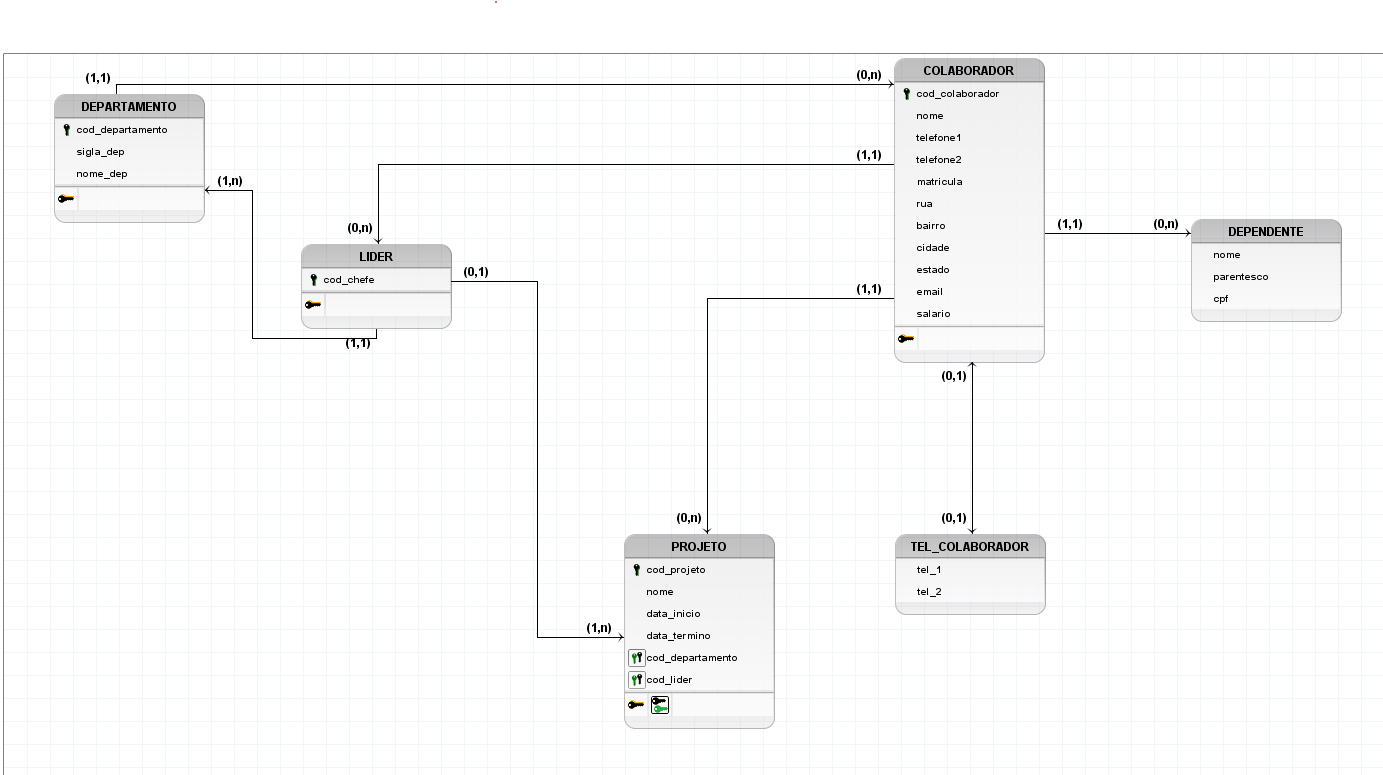 (1,1)
(0,n)
DEPARTAMENTO
cod_departamento
sigla_dep
nome_dep
(1,n)
COLABORADOR
cod_colaborador
nome
telefone1
telefone2
matricula
rua
bairro
cidade
estado
email
salario
(1,1)
(0,n)
LIDER
cod_chefe
(0,1)
(1,1)
(1,1)
(0,n)
DEPENDENTE
nome
parentesco
cpf
(1,1)
(0,n)
(0,1)
(0,1)
(1,n)
PROJETO
cod_projeto
nome
data_inicio
data_termino
cod_departamento
cod_lider
TEL_COLABORADOR
tel_1
tel_2